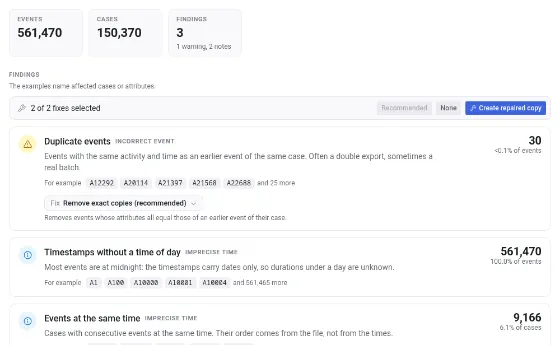 EVENTS
561,470
CASES
150,370
FINDINGS
3
1 warning, 2 notes
FINDINGS
The examples name affected cases or attributes.
2 of 2 fixes selected
Recommended
None
Create repaired copy
Duplicate events INCORRECT EVENT
30
<0.1% of events
Events with the same activity and time as an earlier event of the same case. Often a double export, sometimes a
real batch.
For example A12292 A20114 A21397 A21568 A22688 and 25 more
Fix Remove exact copies (recommended)
Removes events whose attributes all equal those of an earlier event of their case.
Timestamps without a time of day IMPRECISE TIME
561,470
100.0% of events
Most events are at midnight: the timestamps carry dates only, so durations under a day are unknown.
For example A1 A100 A10000 A10001 A10004 and 561,465 more
Events at the same time IMPRECISE TIME
9,166
6.1% of cases
Cases with consecutive events at the same time. Their order comes from the file, not from the times.